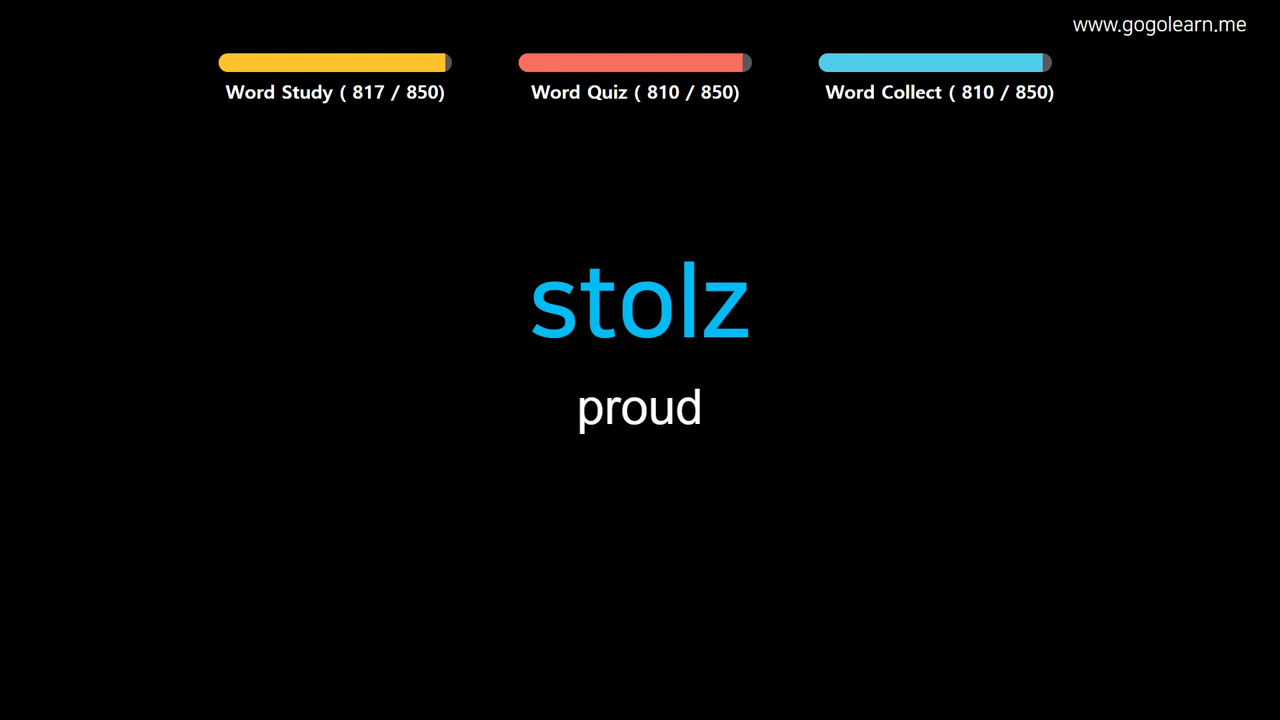 www.gogolearn.me
Word Study ( 817 / 850)
Word Quiz ( 810 / 850)
Word Collect ( 810 / 850)
stolz
proud